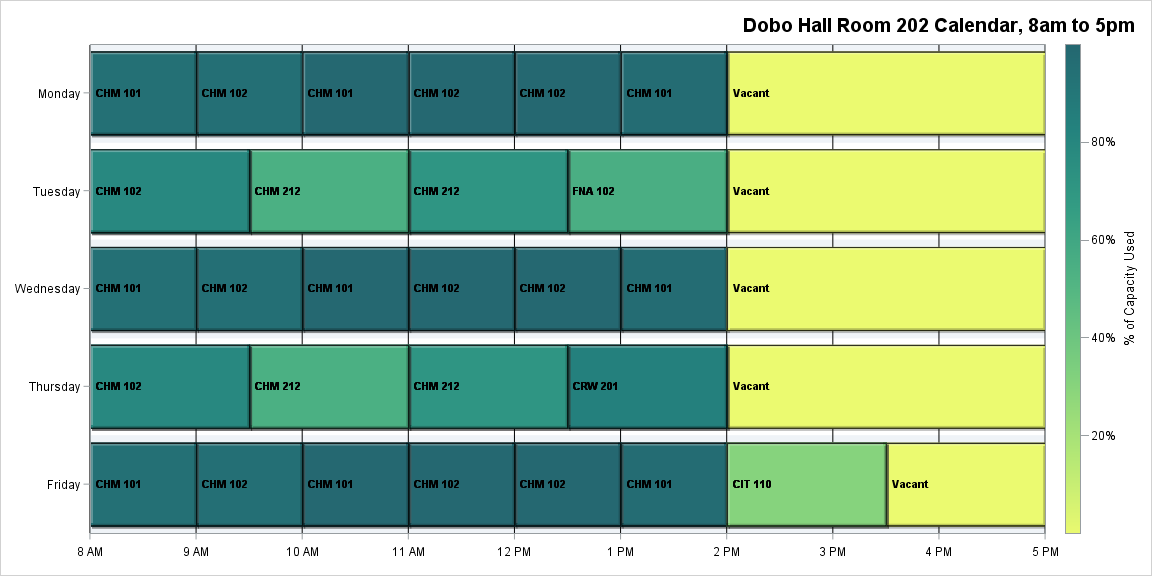 Dobo Hall Room 202 Calendar, 8am to 5pm
Monday
CHM 101
CHM 102
CHM 101
CHM 102
CHM 102
CHM 101
Vacant
Tuesday
CHM 102
CHM 212
CHM 212
FNA 102
Vacant
Wednesday
CHM 101
CHM 102
CHM 101
CHM 102
CHM 102
CHM 101
Vacant
Thursday
CHM 102
CHM 212
CHM 212
CRW 201
Vacant
Friday
CHM 101
CHM 102
CHM 101
CHM 102
CHM 102
CHM 101
CIT 110
Vacant
8 AM
9 AM
10 AM
11 AM
12 PM
1 PM
2 PM
3 PM
4 PM
5 PM
80%
60%
40%
20%
% of Capacity Used